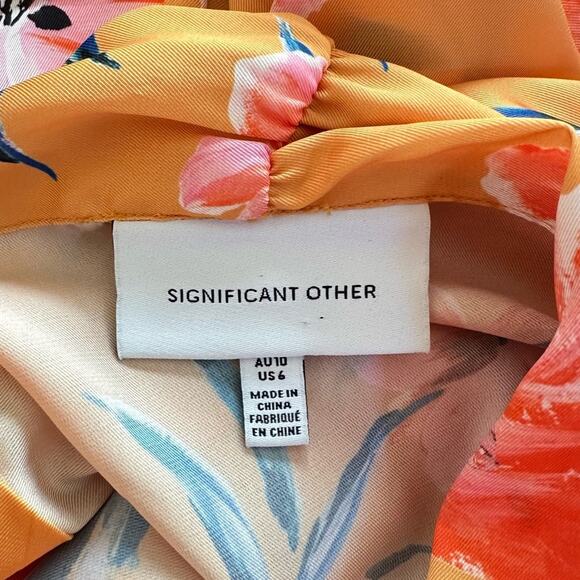 SIGNIFICANT OTHER
AU10
US 6
MADE IN
CHINA
FABRIQUÉ
EN CHINE